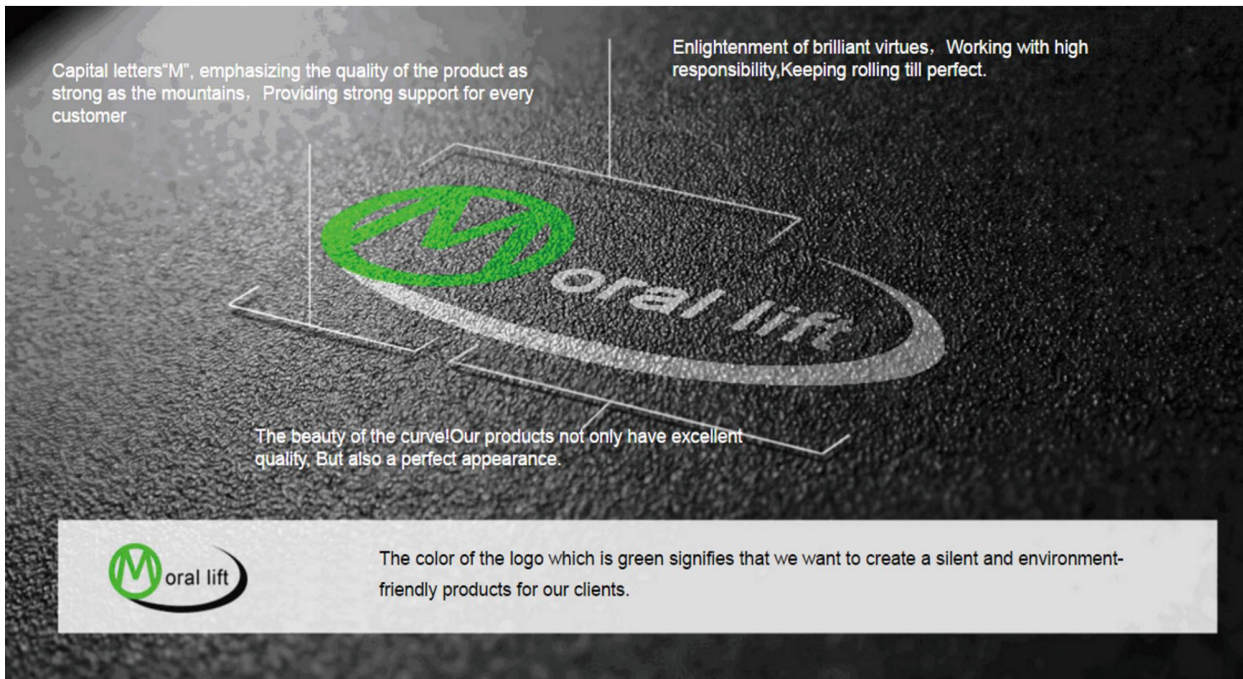 Capital letters“M”, emphasizing the quality of the product as
strong as the mountains，Providing strong support for every
customer
Enlightenment of brilliant virtues，Working with high
responsibility,Keeping rolling till perfect.
Moral lift
The beauty of the curve!Our products not only have excellent
quality, But also a perfect appearance.
Moral lift
The color of the logo which is green signifies that we want to create a silent and environment-
friendly products for our clients.